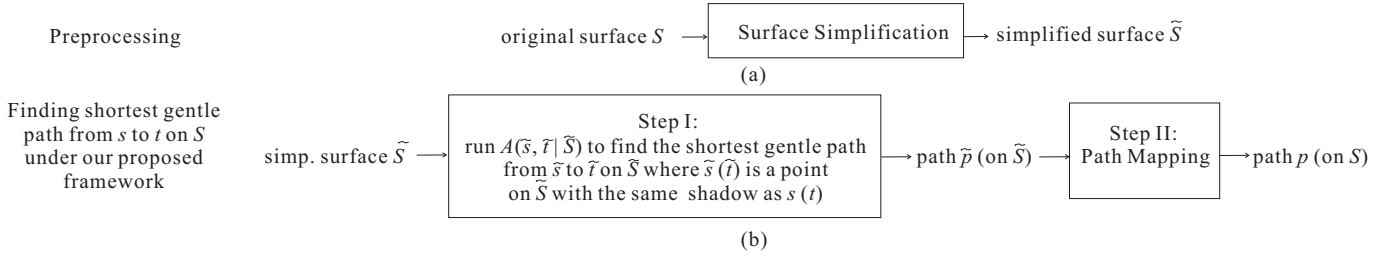 Preprocessing
original surface S
Surface Simplification
simplified surface S̃
(a)
Finding shortest gentle
path from s to t on S
under our proposed
framework
simp. surface S̃
Step I:
run A(s̃, t̃ | S̃) to find the shortest gentle path
from s̃ to t̃ on S̃ where s̃ (t̃) is a point
on S̃ with the same shadow as s (t)
path p̃ (on S̃)
Step II:
Path Mapping
path p (on S)
(b)